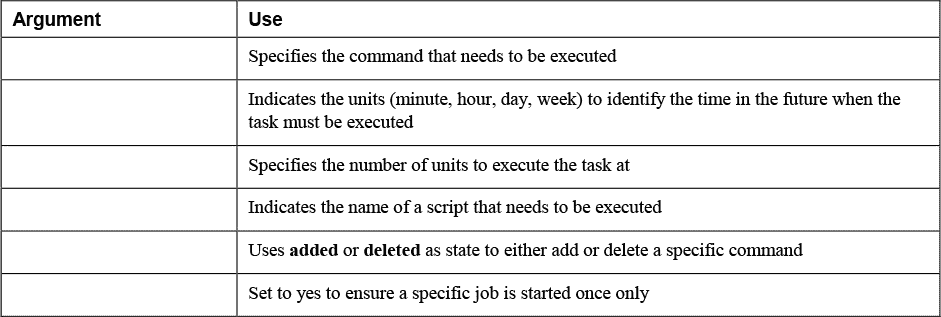 Argument Use
Specifies the command that needs to be executed
Indicates the units (minute, hour, day, week) to identify the time in the future when the
task must be executed
Specifies the number of units to execute the task at
Indicates the name of a script that needs to be executed
Uses added or deleted as state to either add or delete a specific command
Set to yes to ensure a specific job is started once only